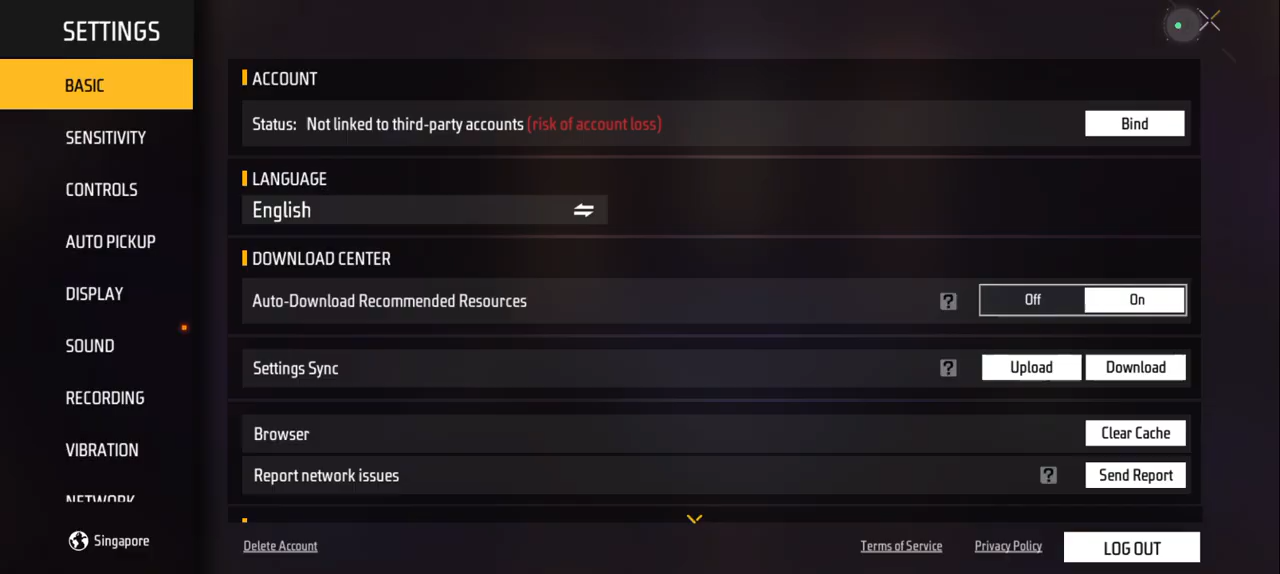 SETTINGS
BASIC
SENSITIVITY
CONTROLS
AUTO PICKUP
DISPLAY
SOUND
RECORDING
VIBRATION
NETWORK
Singapore
ACCOUNT
Status: Not linked to third-party accounts (risk of account loss)
Bind
LANGUAGE
English
DOWNLOAD CENTER
Auto-Download Recommended Resources ? Off On
Settings Sync ? Upload Download
Browser Clear Cache
Report network issues ? Send Report
Delete Account Terms of Service Privacy Policy LOG OUT